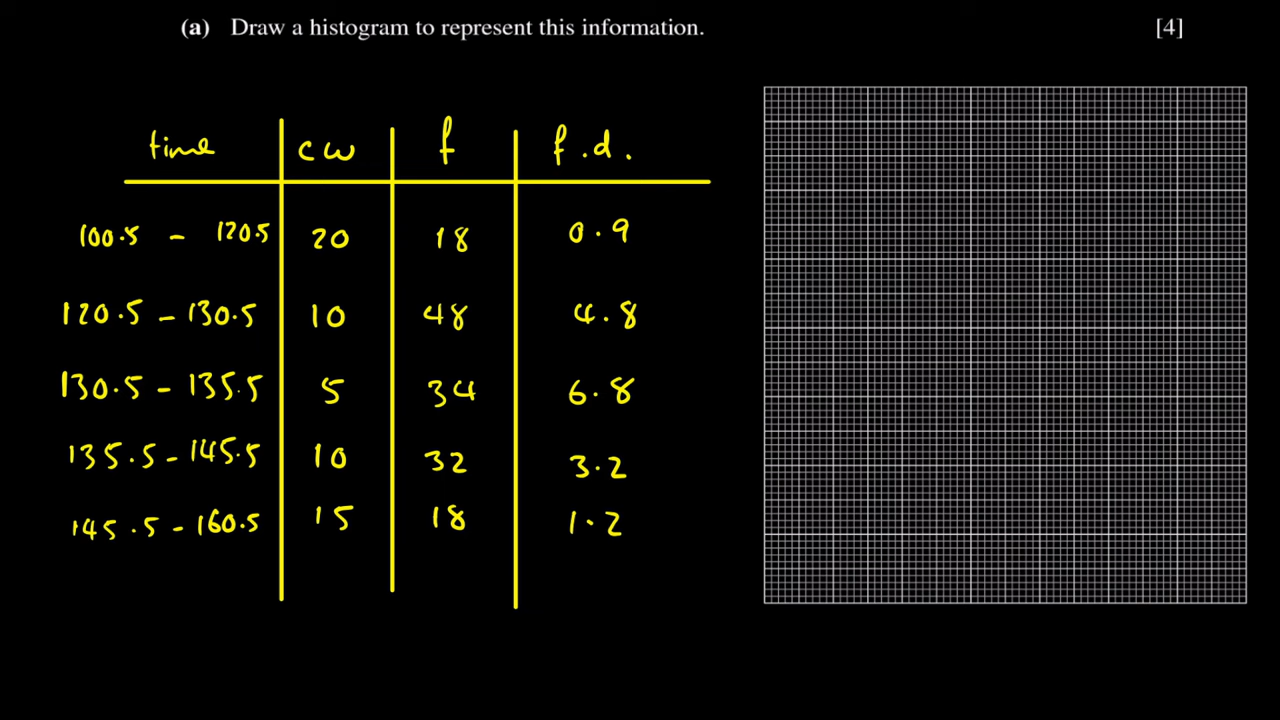 (a) Draw a histogram to represent this information. [4]
time cw f f.d.
100.5 - 120.5 20 18 0.9
120.5 - 130.5 10 48 4.8
130.5 - 135.5 5 34 6.8
135.5 - 145.5 10 32 3.2
145.5 - 160.5 15 18 1.2